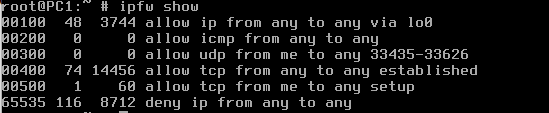 root@PC1:~ # ipfw show
00100  48  3744 allow ip from any to any via lo0
00200   0     0 allow icmp from any to any
00300   0     0 allow udp from me to any 33435-33626
00400  74 14456 allow tcp from any to any established
00500   1    60 allow tcp from me to any setup
65535 116  8712 deny ip from any to any